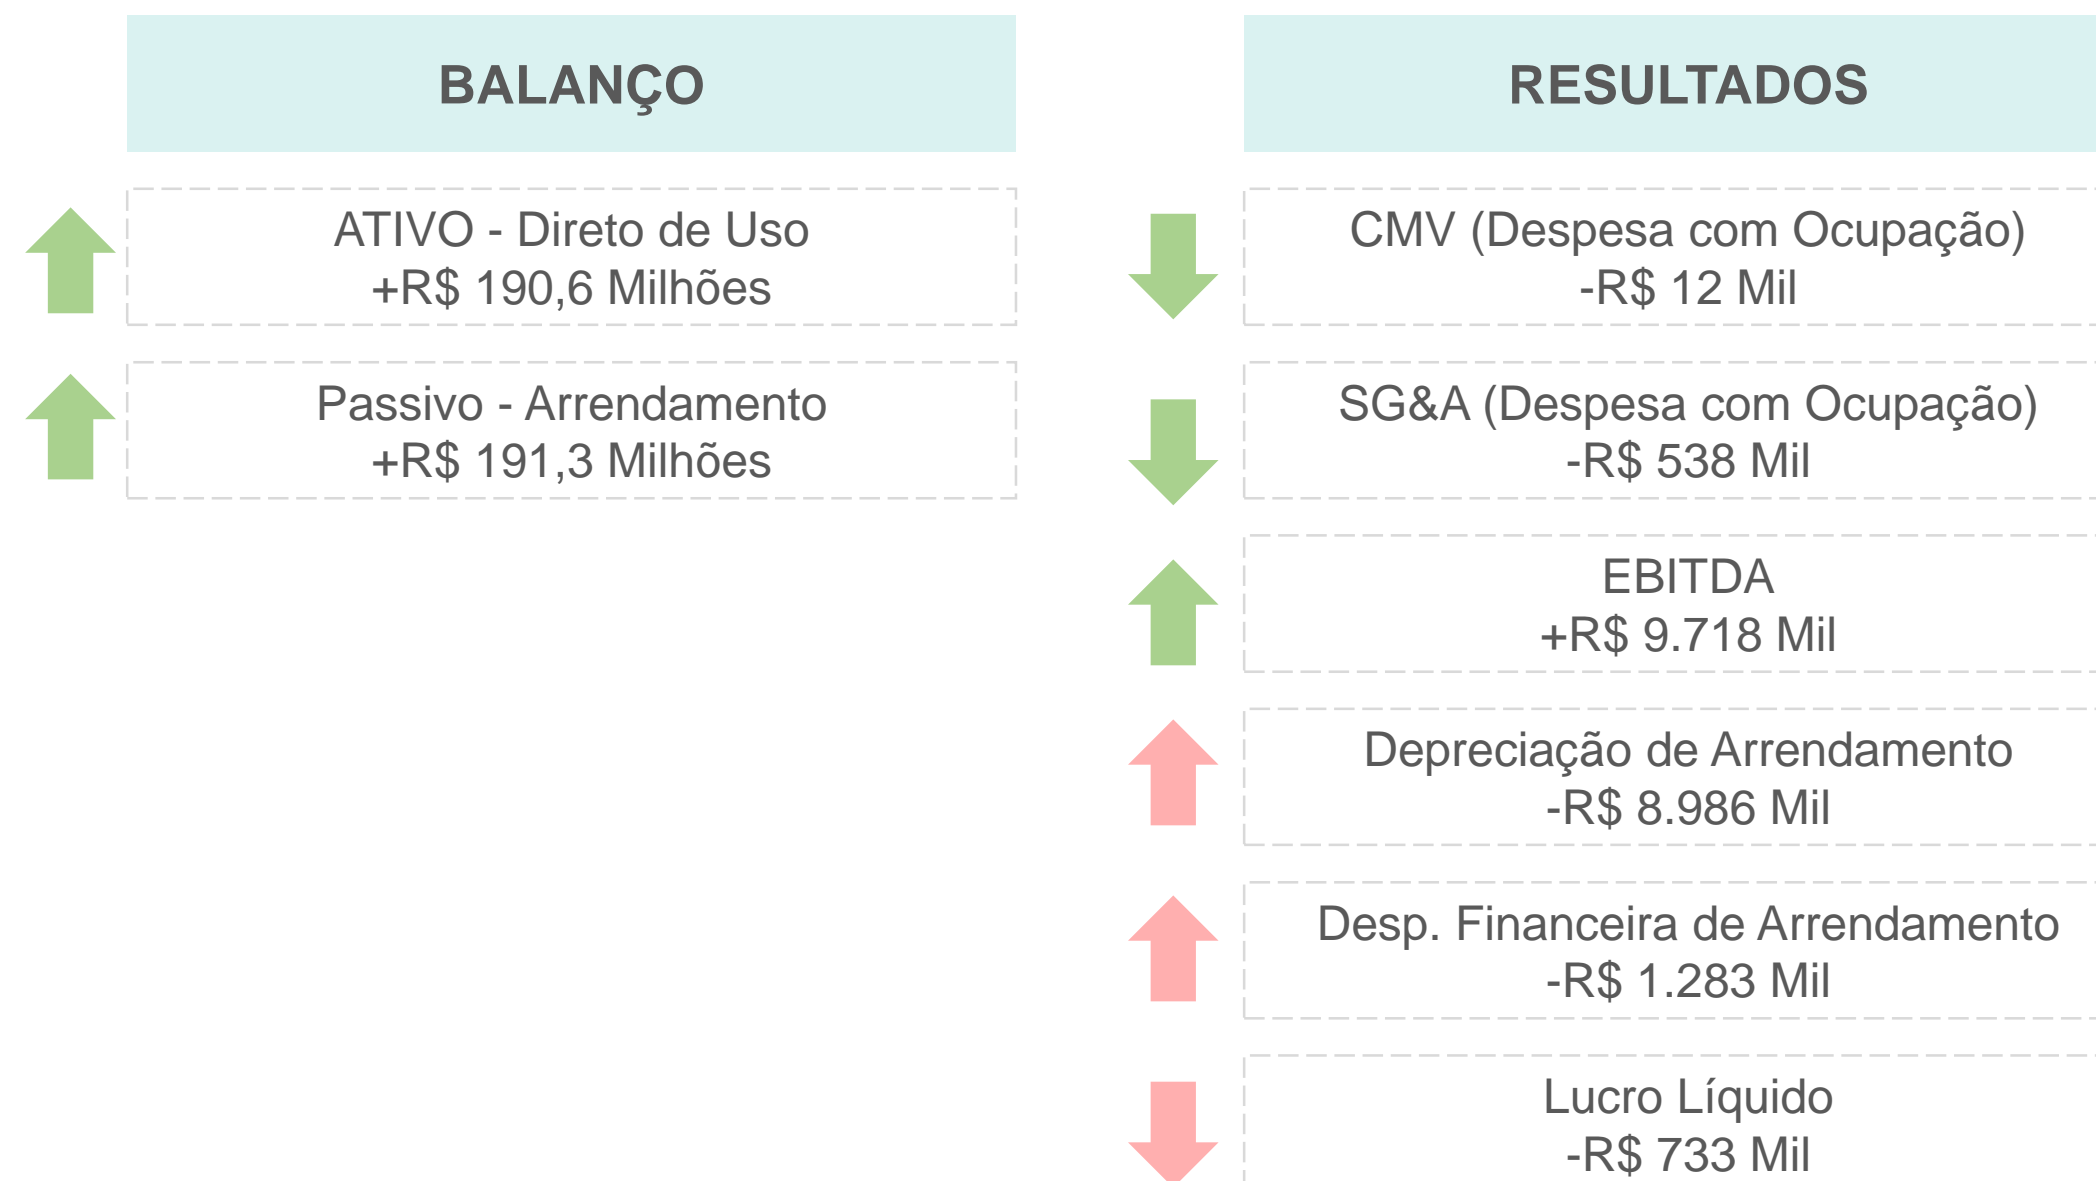 BALANÇO
ATIVO - Direto de Uso
+R$ 190,6 Milhões
Passivo - Arrendamento
+R$ 191,3 Milhões
RESULTADOS
CMV (Despesa com Ocupação)
-R$ 12 Mil
SG&A (Despesa com Ocupação)
-R$ 538 Mil
EBITDA
+R$ 9.718 Mil
Depreciação de Arrendamento
-R$ 8.986 Mil
Desp. Financeira de Arrendamento
-R$ 1.283 Mil
Lucro Líquido
-R$ 733 Mil